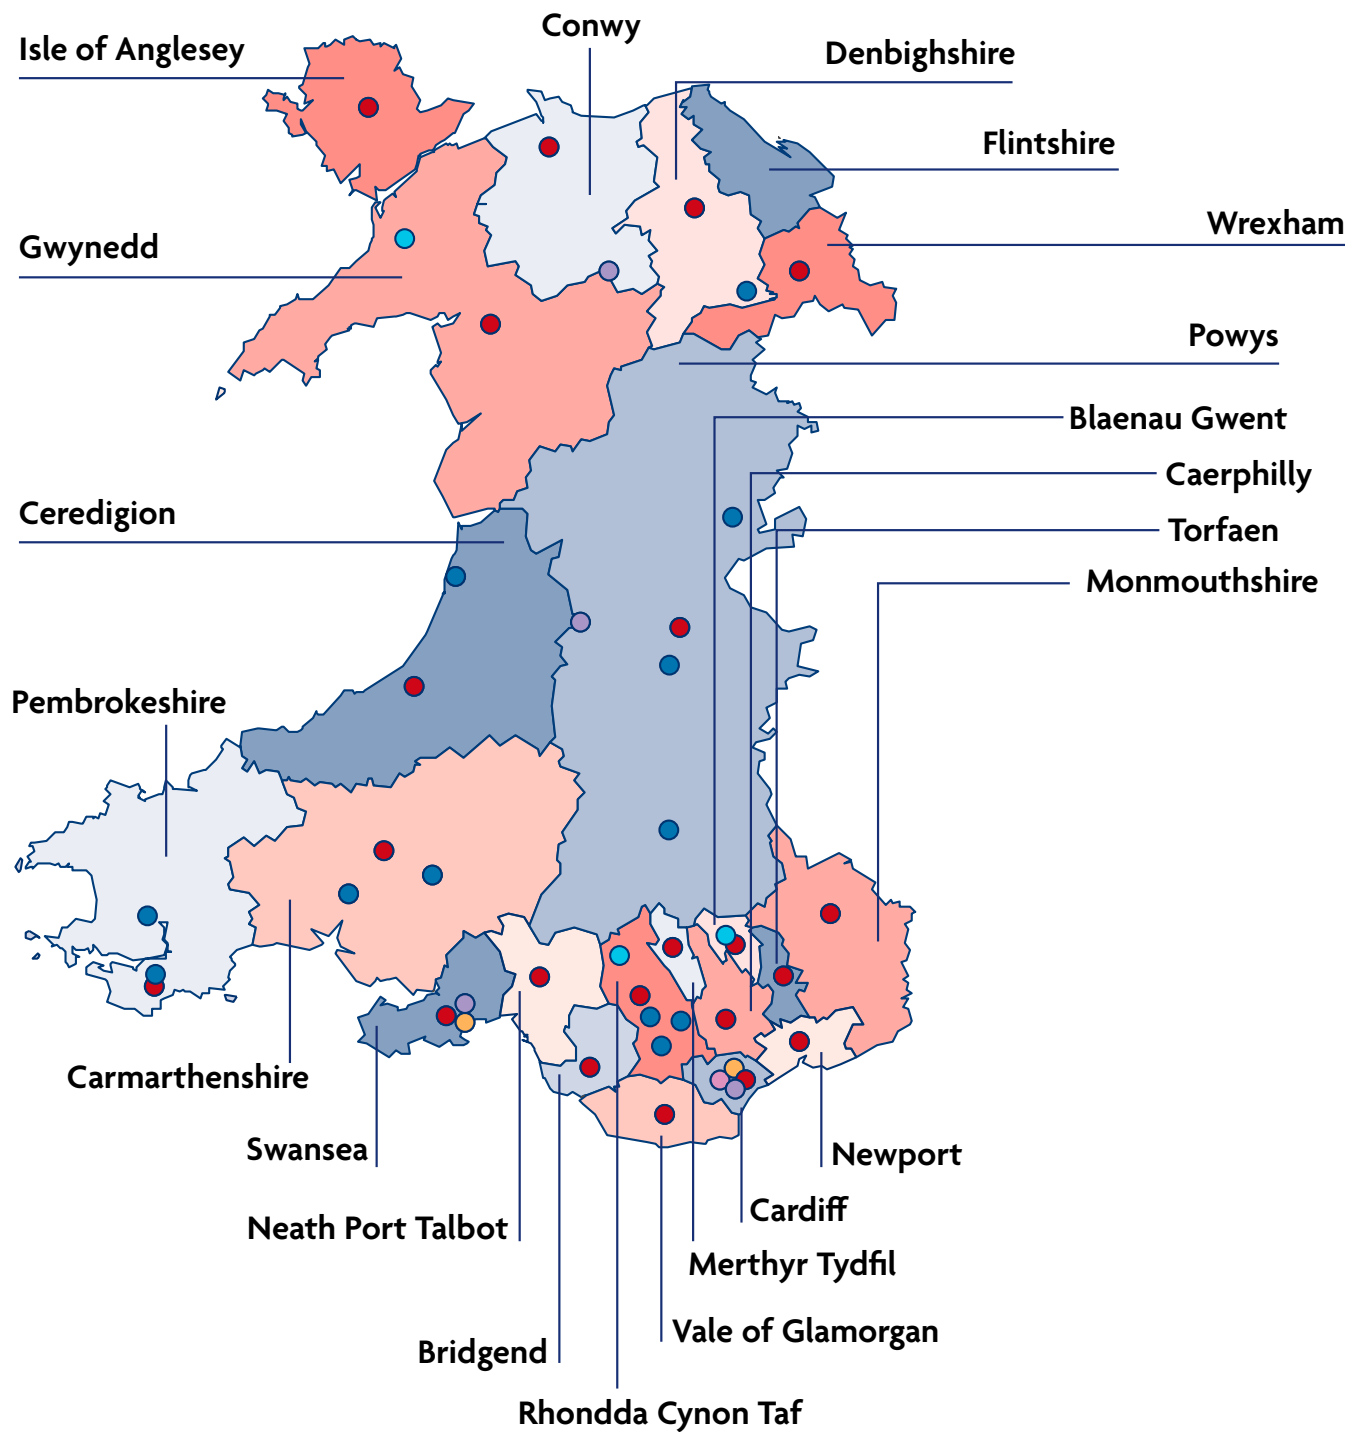 Conwy
Isle of Anglesey
Denbighshire
Flintshire
Wrexham
Gwynedd
Powys
Blaenau Gwent
Caerphilly
Ceredigion
Torfaen
Monmouthshire
Pembrokeshire
Carmarthenshire
Swansea
Newport
Cardiff
Neath Port Talbot
Merthyr Tydfil
Vale of Glamorgan
Bridgend
Rhondda Cynon Taf